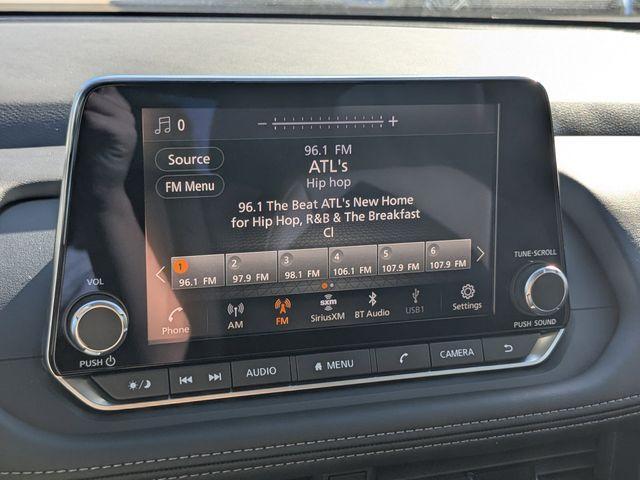 0
− +
Source
FM Menu
96.1 FM
ATL's
Hip hop
96.1 The Beat ATL's New Home
for Hip Hop, R&B & The Breakfast
Cl
1 2 3 4 5 6
96.1 FM 97.9 FM 98.1 FM 106.1 FM 107.9 FM 107.9 FM
Phone AM FM sxm SiriusXM BT Audio USB1 Settings
VOL
PUSH
TUNE·SCROLL
PUSH SOUND
AUDIO MENU CAMERA